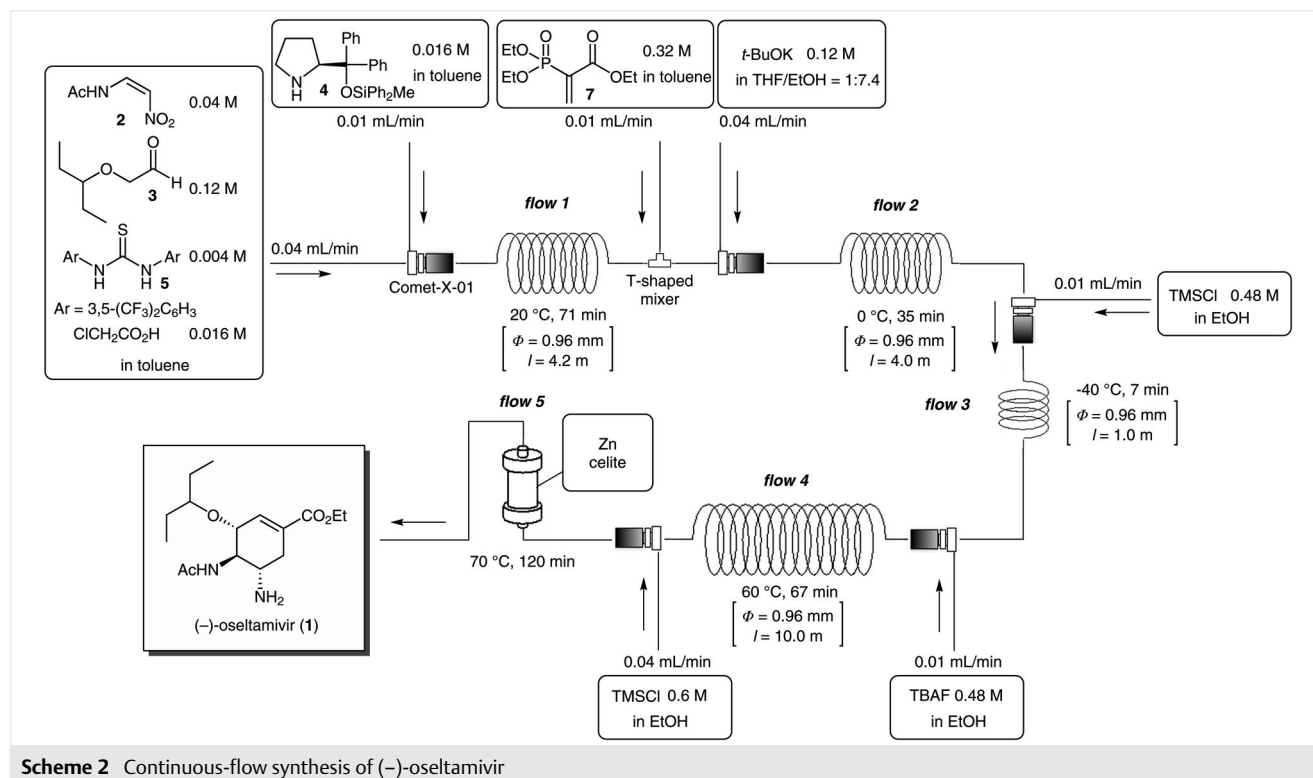 AcHN
2
NO₂
0.04 M
O
O
H
3
0.12 M
S
Ar
N
H
N
H
Ar
5
0.004 M
Ar = 3,5-(CF₃)₂C₆H₃
ClCH₂CO₂H 0.016 M
in toluene
0.04 mL/min
N
H
4
Ph
Ph
OSiPh₂Me
0.016 M
in toluene
0.01 mL/min
O
O
EtO
EtO
P
OEt
7
0.32 M
in toluene
0.01 mL/min
t-BuOK 0.12 M
in THF/EtOH = 1:7.4
0.04 mL/min
Comet-X-01
flow 1
20 °C, 71 min
Φ = 0.96 mm
l = 4.2 m
T-shaped
mixer
flow 2
0 °C, 35 min
Φ = 0.96 mm
l = 4.0 m
0.01 mL/min
TMSCl 0.48 M
in EtOH
flow 3
-40 °C, 7 min
Φ = 0.96 mm
l = 1.0 m
flow 4
60 °C, 67 min
Φ = 0.96 mm
l = 10.0 m
0.01 mL/min
TBAF 0.48 M
in EtOH
0.04 mL/min
TMSCl 0.6 M
in EtOH
flow 5
Zn
celite
70 °C, 120 min
O
CO₂Et
AcHN
NH₂
(–)-oseltamivir (1)
Scheme 2 Continuous-flow synthesis of (–)-oseltamivir